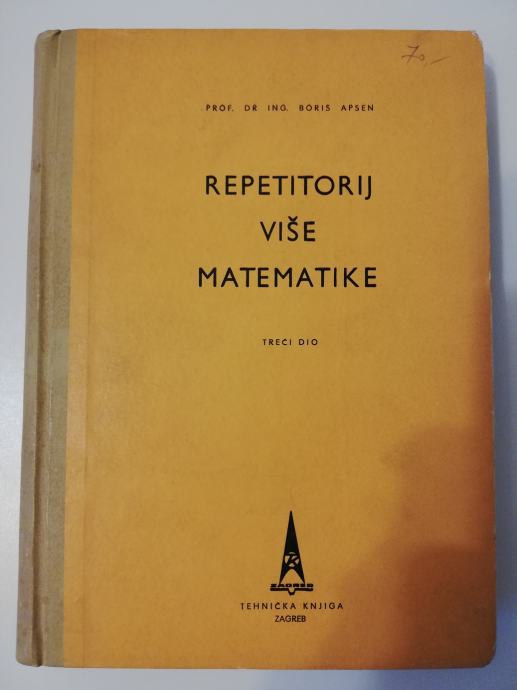 70,-
PROF. DR ING. BORIS APSEN
REPETITORIJ
VIŠE
MATEMATIKE
TREĆI DIO
ZAGREB
TEHNIČKA KNJIGA
ZAGREB